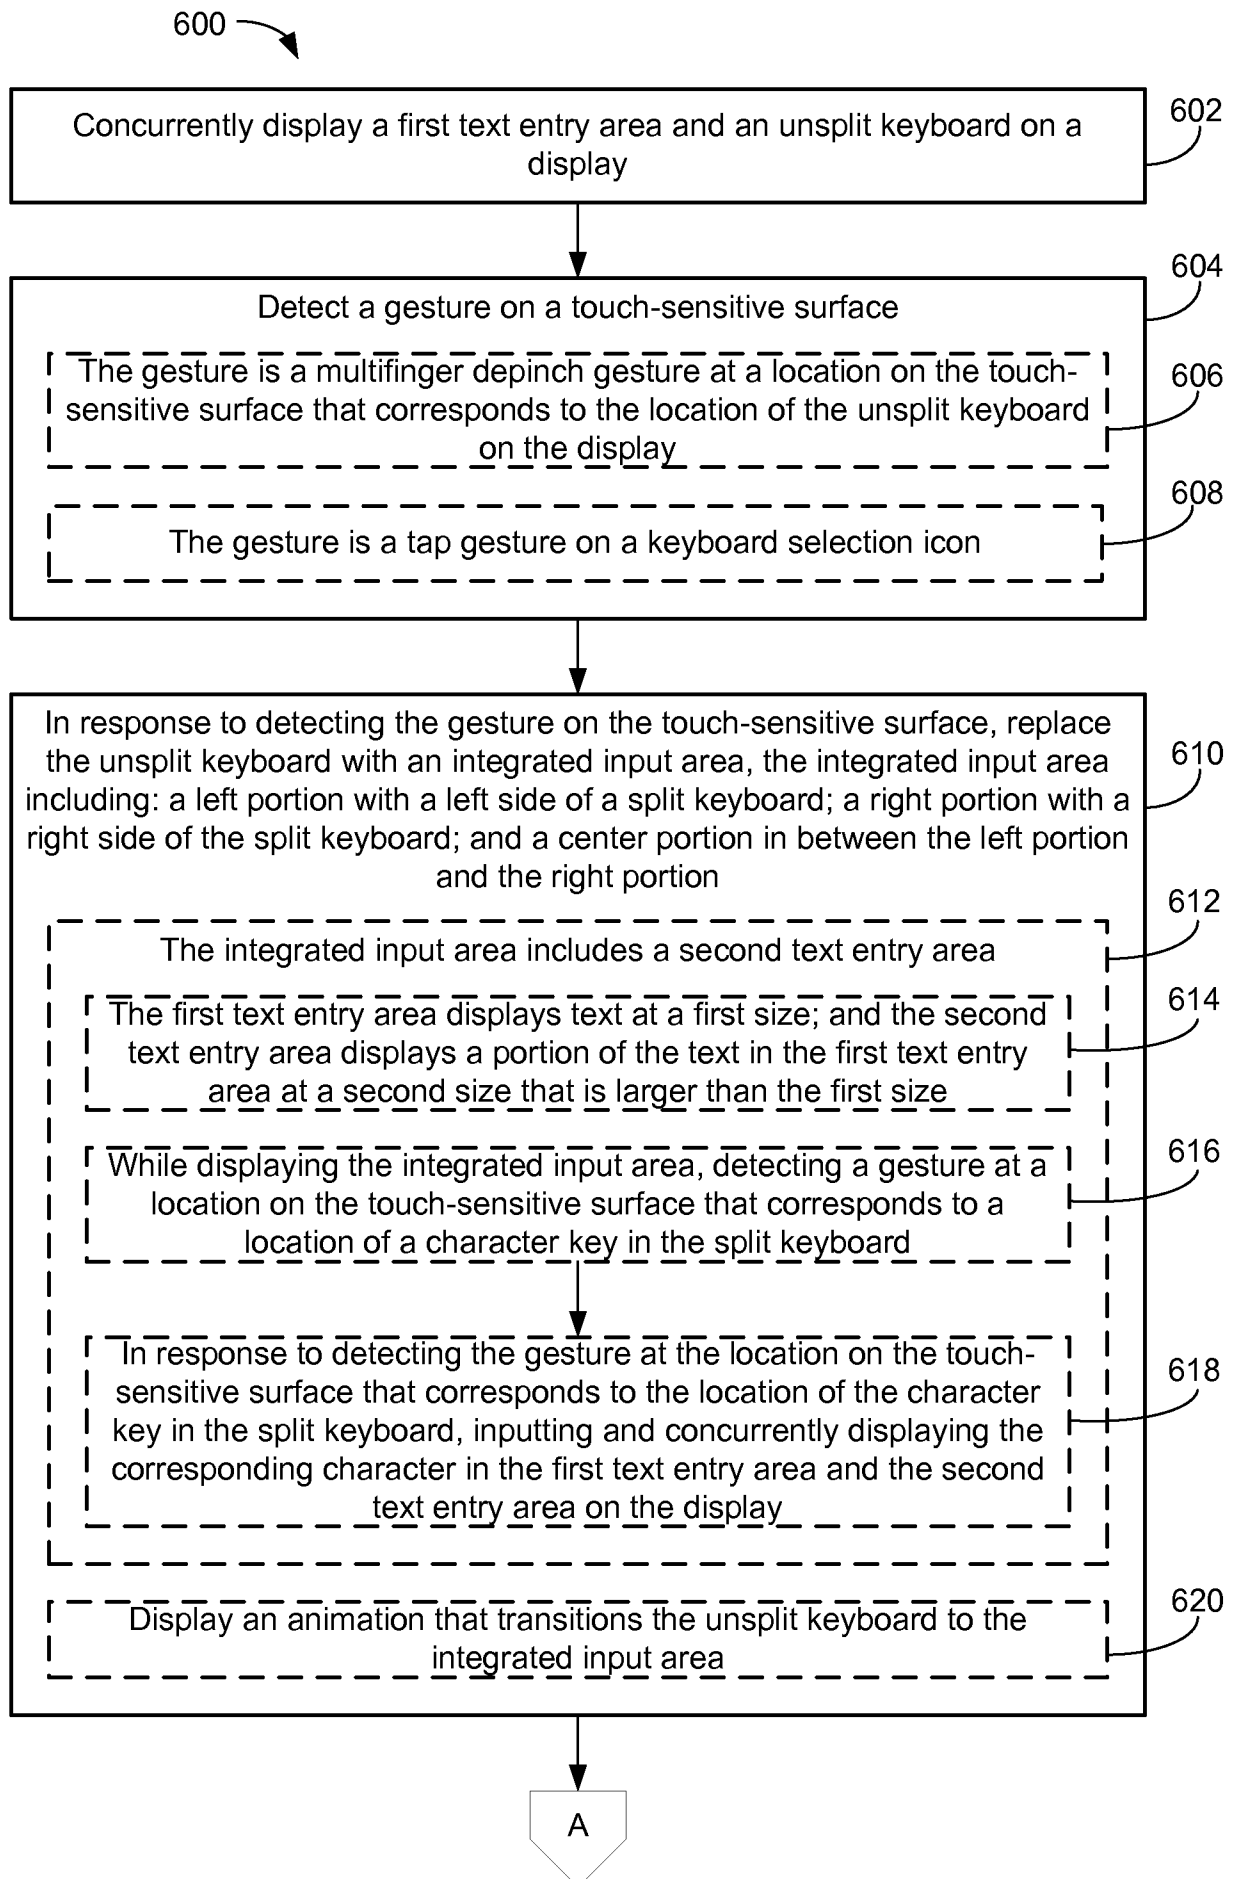 600
Concurrently display a first text entry area and an unsplit keyboard on a
display
602
604
Detect a gesture on a touch-sensitive surface
The gesture is a multifinger depinch gesture at a location on the touch-
sensitive surface that corresponds to the location of the unsplit keyboard
on the display
606
608
The gesture is a tap gesture on a keyboard selection icon
In response to detecting the gesture on the touch-sensitive surface, replace
the unsplit keyboard with an integrated input area, the integrated input area
including: a left portion with a left side of a split keyboard; a right portion with a
right side of the split keyboard; and a center portion in between the left portion
and the right portion
610
612
The integrated input area includes a second text entry area
614
The first text entry area displays text at a first size; and the second
text entry area displays a portion of the text in the first text entry
area at a second size that is larger than the first size
616
While displaying the integrated input area, detecting a gesture at a
location on the touch-sensitive surface that corresponds to a
location of a character key in the split keyboard
In response to detecting the gesture at the location on the touch-
sensitive surface that corresponds to the location of the character
key in the split keyboard, inputting and concurrently displaying the
corresponding character in the first text entry area and the second
text entry area on the display
618
620
Display an animation that transitions the unsplit keyboard to the
integrated input area
A